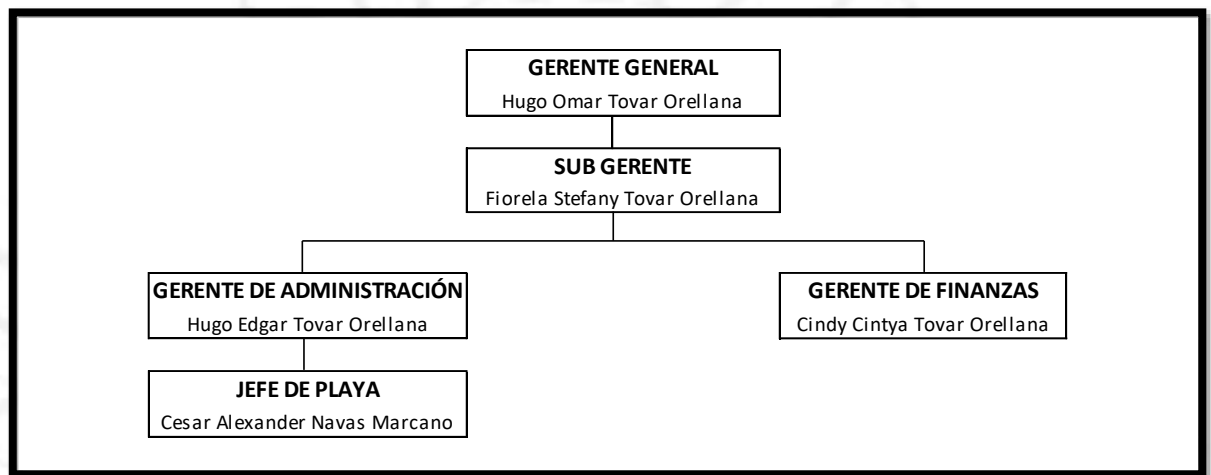 GERENTE GENERAL
Hugo Omar Tovar Orellana
SUB GERENTE
Fiorela Stefany Tovar Orellana
GERENTE DE ADMINISTRACIÓN
Hugo Edgar Tovar Orellana
GERENTE DE FINANZAS
Cindy Cintya Tovar Orellana
JEFE DE PLAYA
Cesar Alexander Navas Marcano